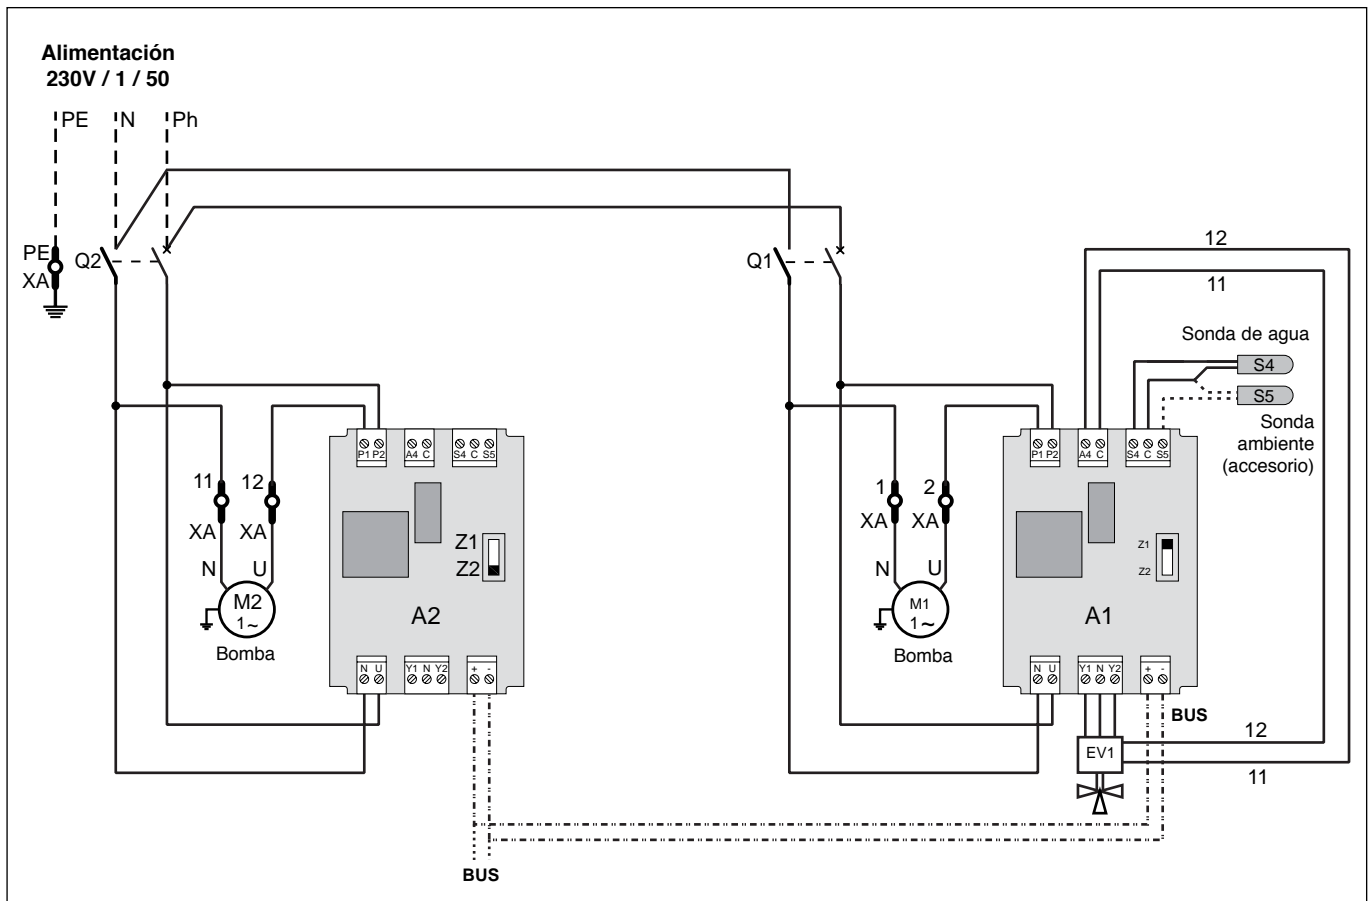 Alimentación
230V / 1 / 50
PE N Ph
PE
XA
Q2
Q1
12
11
Sonda de agua
S4
S5
Sonda
ambiente
(accesorio)
P1 P2 A4 C S4 C S5
11 12
XA XA
N U
M2
1~
Bomba
Z1
Z2
A2
N U Y1 N Y2 + -
P1 P2 A4 C S4 C S5
1 2
XA XA
N U
M1
1~
Bomba
Z1
Z2
A1
N U Y1 N Y2 + -
BUS
EV1
12
11
BUS